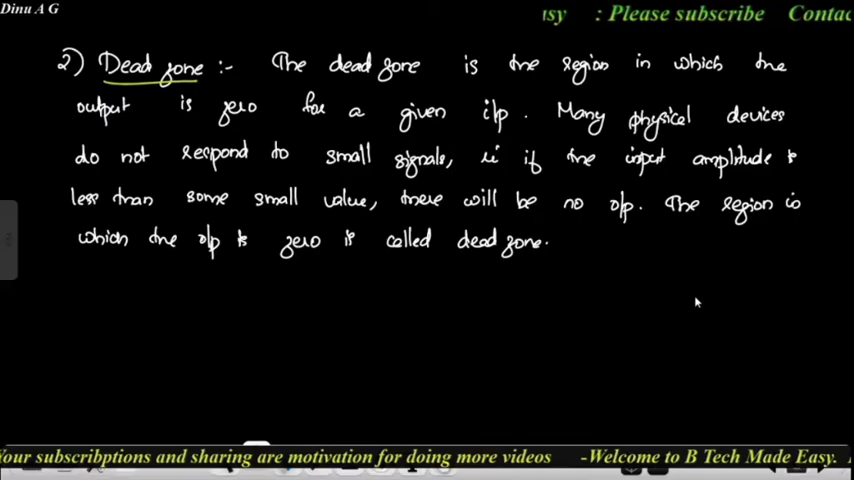 Dinu A G
asy : Please subscribe Contac
2) Dead zone :- The dead zone is the region in which the
output is zero for a given i/p. Many physical devices
do not respond to small signals, ie if the input amplitude is
less than some small value, there will be no o/p. The region in
which the o/p is zero is called dead zone.
Your subscribptions and sharing are motivation for doing more videos -Welcome to B Tech Made Easy.